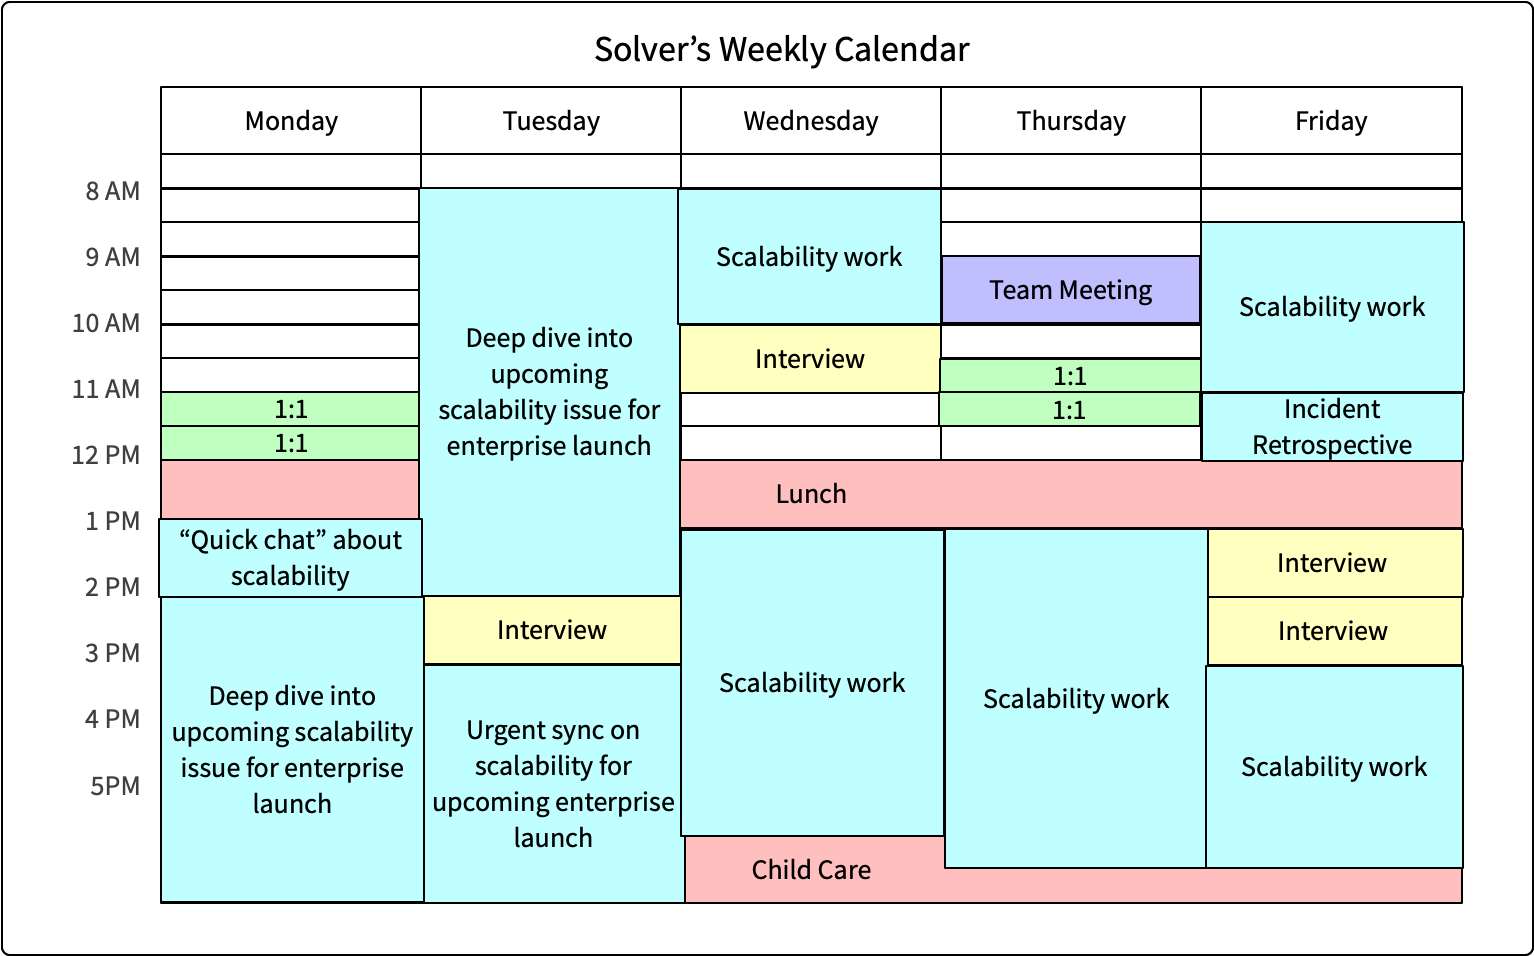 Solver’s Weekly Calendar
Monday
Tuesday
Wednesday
Thursday
Friday
8 AM
9 AM
10 AM
11 AM
12 PM
1 PM
2 PM
3 PM
4 PM
5PM
1:1
1:1
“Quick chat” about
scalability
Deep dive into
upcoming scalability
issue for enterprise
launch
Deep dive into
upcoming
scalability issue for
enterprise launch
Interview
Urgent sync on
scalability for
upcoming enterprise
launch
Scalability work
Interview
Lunch
Scalability work
Child Care
Team Meeting
1:1
1:1
Scalability work
Scalability work
Incident
Retrospective
Interview
Interview
Scalability work